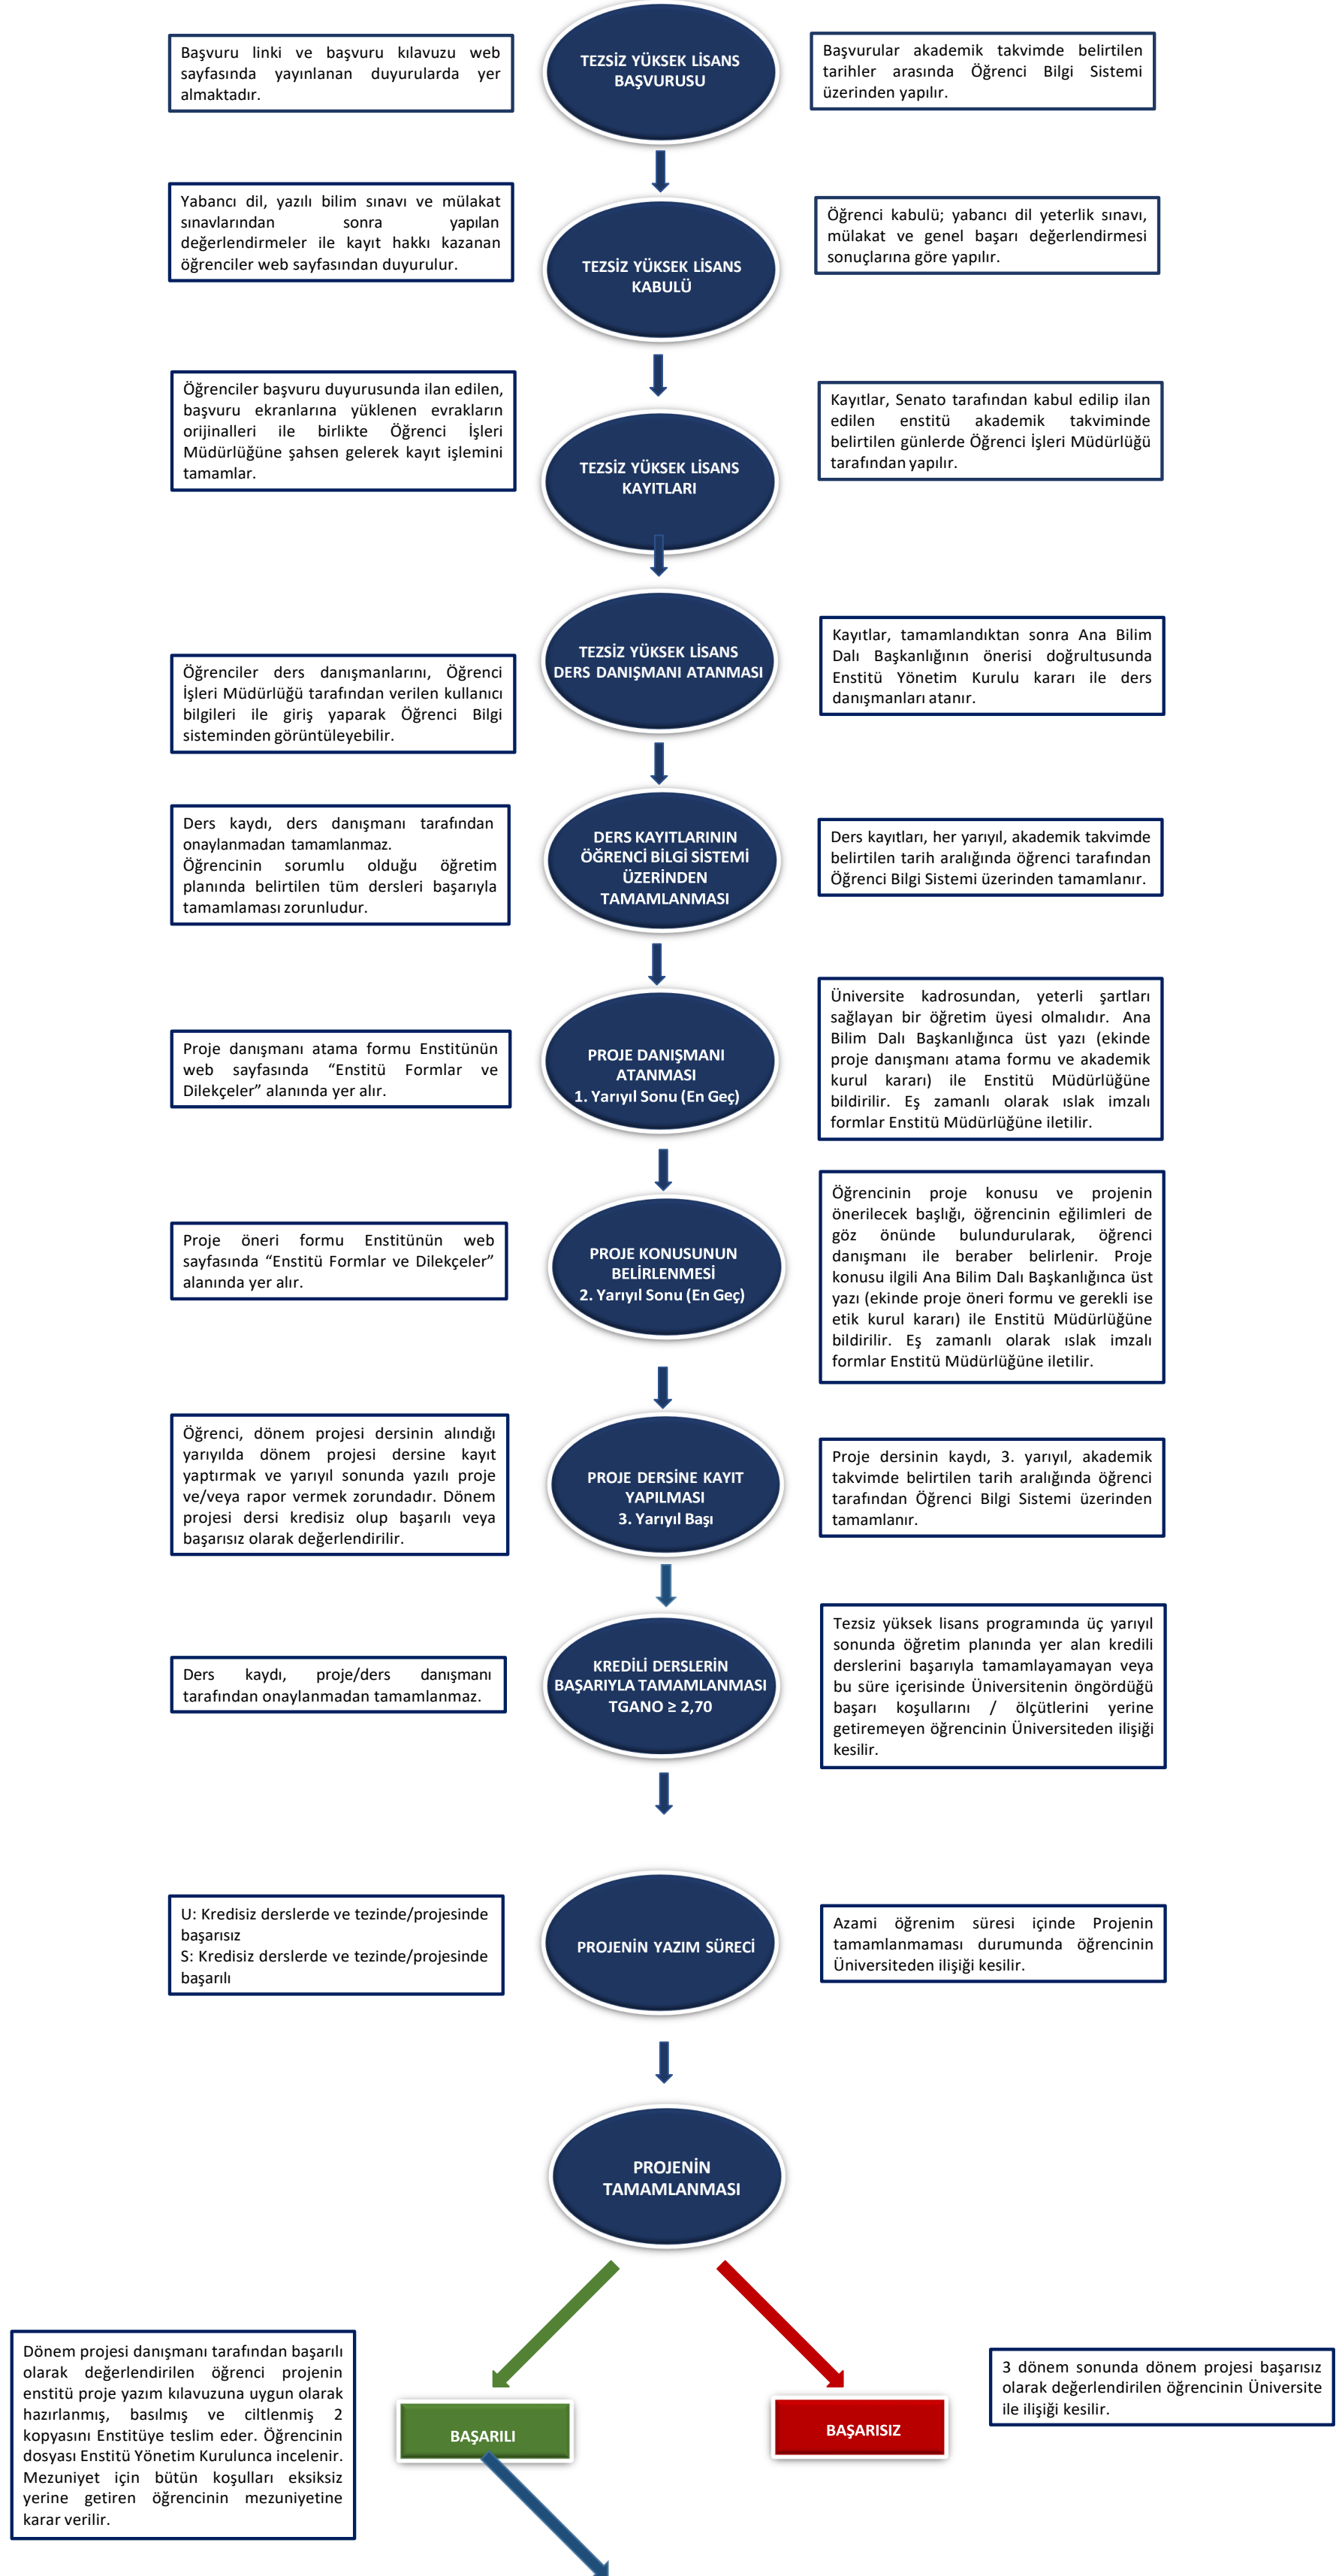 Başvuru linki ve başvuru kılavuzu web
sayfasında yayınlanan duyurularda yer
almaktadır.
TEZSİZ YÜKSEK LİSANS
BAŞVURUSU
Başvurular akademik takvimde belirtilen
tarihler arasında Öğrenci Bilgi Sistemi
üzerinden yapılır.
Yabancı dil, yazılı bilim sınavı ve mülakat
sınavlarından sonra yapılan
değerlendirmeler ile kayıt hakkı kazanan
öğrenciler web sayfasından duyurulur.
TEZSİZ YÜKSEK LİSANS
KABULÜ
Öğrenci kabulü; yabancı dil yeterlik sınavı,
mülakat ve genel başarı değerlendirmesi
sonuçlarına göre yapılır.
Öğrenciler başvuru duyurusunda ilan edilen,
başvuru ekranlarına yüklenen evrakların
orijinalleri ile birlikte Öğrenci İşleri
Müdürlüğüne şahsen gelerek kayıt işlemini
tamamlar.
TEZSİZ YÜKSEK LİSANS
KAYITLARI
Kayıtlar, Senato tarafından kabul edilip ilan
edilen enstitü akademik takviminde
belirtilen günlerde Öğrenci İşleri Müdürlüğü
tarafından yapılır.
Öğrenciler ders danışmanlarını, Öğrenci
İşleri Müdürlüğü tarafından verilen kullanıcı
bilgileri ile giriş yaparak Öğrenci Bilgi
sisteminden görüntüleyebilir.
TEZSİZ YÜKSEK LİSANS
DERS DANIŞMANI ATANMASI
Kayıtlar, tamamlandıktan sonra Ana Bilim
Dalı Başkanlığının önerisi doğrultusunda
Enstitü Yönetim Kurulu kararı ile ders
danışmanları atanır.
Ders kaydı, ders danışmanı tarafından
onaylanmadan tamamlanmaz.
Öğrencinin sorumlu olduğu öğretim
planında belirtilen tüm dersleri başarıyla
tamamlaması zorunludur.
DERS KAYITLARININ
ÖĞRENCİ BİLGİ SİSTEMİ
ÜZERİNDEN
TAMAMLANMASI
Ders kayıtları, her yarıyıl, akademik takvimde
belirtilen tarih aralığında öğrenci tarafından
Öğrenci Bilgi Sistemi üzerinden tamamlanır.
Proje danışmanı atama formu Enstitünün
web sayfasında “Enstitü Formlar ve
Dilekçeler” alanında yer alır.
PROJE DANIŞMANI
ATANMASI
1. Yarıyıl Sonu (En Geç)
Üniversite kadrosundan, yeterli şartları
sağlayan bir öğretim üyesi olmalıdır. Ana
Bilim Dalı Başkanlığınca üst yazı (ekinde
proje danışmanı atama formu ve akademik
kurul kararı) ile Enstitü Müdürlüğüne
bildirilir. Eş zamanlı olarak ıslak imzalı
formlar Enstitü Müdürlüğüne iletilir.
Proje öneri formu Enstitünün web
sayfasında “Enstitü Formlar ve Dilekçeler”
alanında yer alır.
PROJE KONUSUNUN
BELİRLENMESİ
2. Yarıyıl Sonu (En Geç)
Öğrencinin proje konusu ve projenin
önerilecek başlığı, öğrencinin eğilimleri de
göz önünde bulundurularak, öğrenci
danışmanı ile beraber belirlenir. Proje
konusu ilgili Ana Bilim Dalı Başkanlığınca üst
yazı (ekinde proje öneri formu ve gerekli ise
etik kurul kararı) ile Enstitü Müdürlüğüne
bildirilir. Eş zamanlı olarak ıslak imzalı
formlar Enstitü Müdürlüğüne iletilir.
Öğrenci, dönem projesi dersinin alındığı
yarıyılda dönem projesi dersine kayıt
yaptırmak ve yarıyıl sonunda yazılı proje
ve/veya rapor vermek zorundadır. Dönem
projesi dersi kredisiz olup başarılı veya
başarısız olarak değerlendirilir.
PROJE DERSİNE KAYIT
YAPILMASI
3. Yarıyıl Başı
Proje dersinin kaydı, 3. yarıyıl, akademik
takvimde belirtilen tarih aralığında öğrenci
tarafından Öğrenci Bilgi Sistemi üzerinden
tamamlanır.
Ders kaydı, proje/ders danışmanı
tarafından onaylanmadan tamamlanmaz.
KREDİLİ DERSLERİN
BAŞARIYLA TAMAMLANMASI
TGANO ≥ 2,70
Tezsiz yüksek lisans programında üç yarıyıl
sonunda öğretim planında yer alan kredili
derslerini başarıyla tamamlayamayan veya
bu süre içerisinde Üniversitenin öngördüğü
başarı koşullarını / ölçütlerini yerine
getiremeyen öğrencinin Üniversiteden ilişiği
kesilir.
U: Kredisiz derslerde ve tezinde/projesinde
başarısız
S: Kredisiz derslerde ve tezinde/projesinde
başarılı
PROJENİN YAZIM SÜRECİ
Azami öğrenim süresi içinde Projenin
tamamlanmaması durumunda öğrencinin
Üniversiteden ilişiği kesilir.
PROJENİN
TAMAMLANMASI
Dönem projesi danışmanı tarafından başarılı
olarak değerlendirilen öğrenci projenin
enstitü proje yazım kılavuzuna uygun olarak
hazırlanmış, basılmış ve ciltlenmiş 2
kopyasını Enstitüye teslim eder. Öğrencinin
dosyası Enstitü Yönetim Kurulunca incelenir.
Mezuniyet için bütün koşulları eksiksiz
yerine getiren öğrencinin mezuniyetine
karar verilir.
BAŞARILI
BAŞARISIZ
3 dönem sonunda dönem projesi başarısız
olarak değerlendirilen öğrencinin Üniversite
ile ilişiği kesilir.